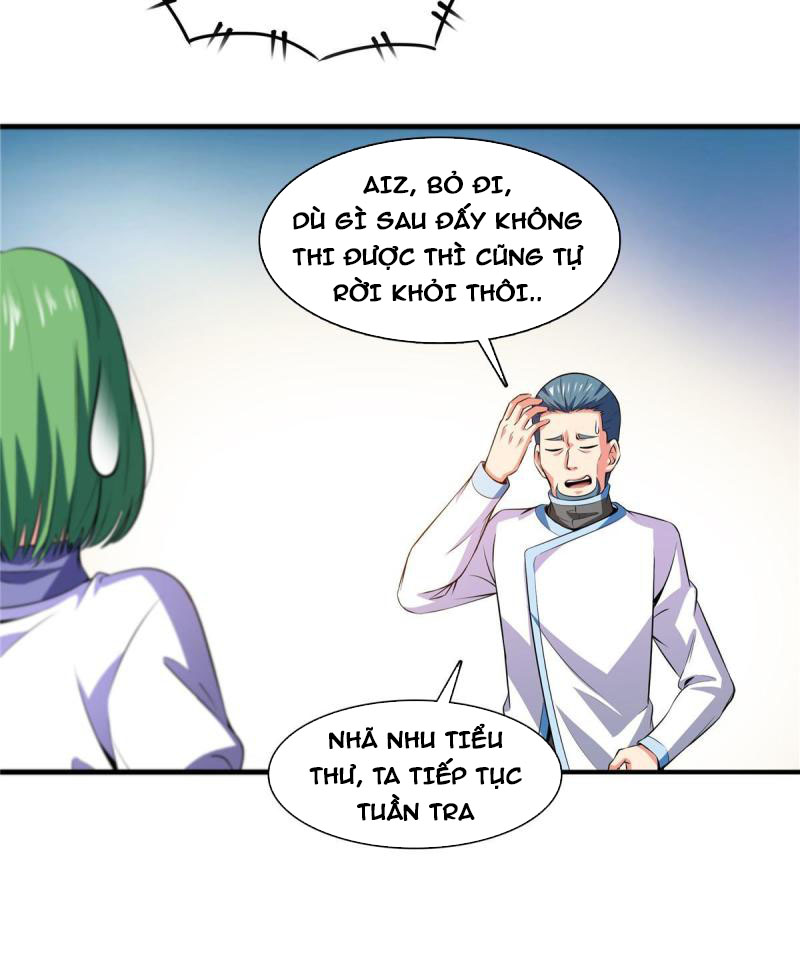 AIZ, BỎ ĐI,
DÙ GÌ SAU ĐẤY KHÔNG
THI ĐƯỢC THÌ CŨNG TỰ
RỜI KHỎI THÔI..
NHÃ NHU TIỂU
THƯ, TA TIẾP TỤC
TUẦN TRA